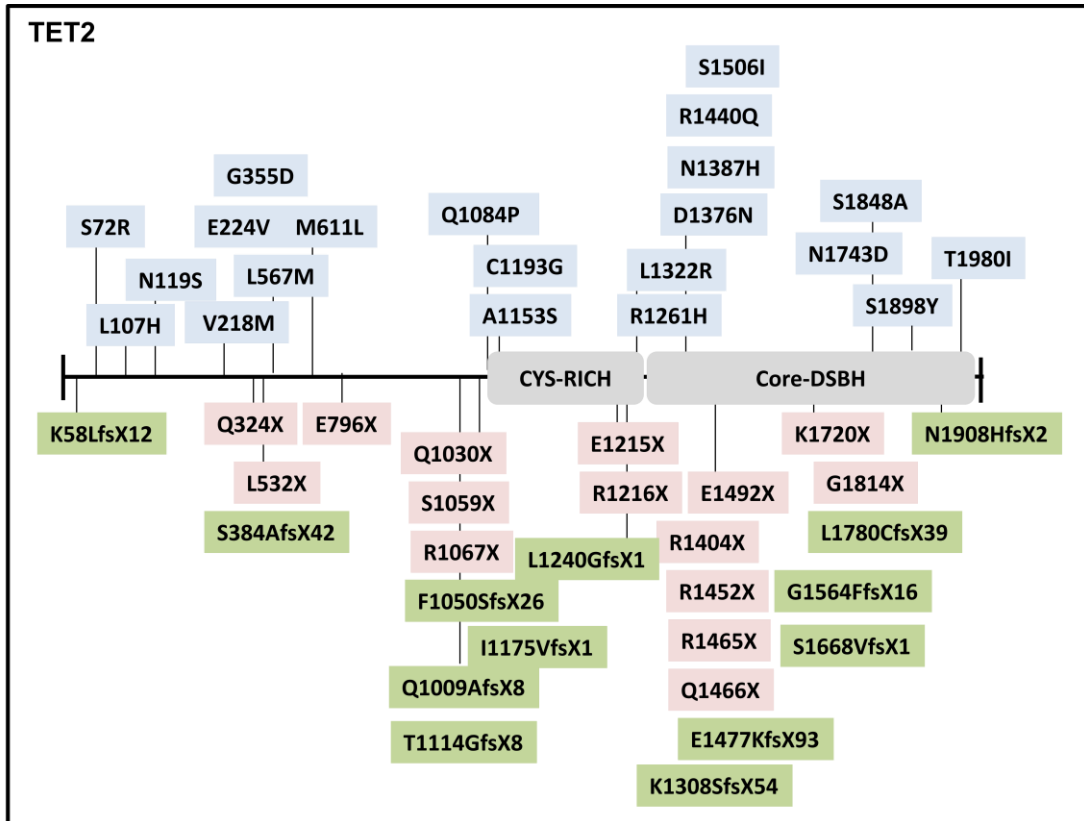 TET2
S1506I
R1440Q
N1387H
G355D
D1376N
S72R
E224V
M611L
Q1084P
S1848A
N119S
L567M
C1193G
L1322R
N1743D
T1980I
L107H
V218M
A1153S
R1261H
S1898Y
CYS-RICH
Core-DSBH
K58LfsX12
Q324X
E796X
Q1030X
E1215X
K1720X
N1908HfsX2
L532X
S1059X
R1216X
E1492X
G1814X
S384AfsX42
R1067X
L1240GfsX1
R1404X
L1780CfsX39
F1050SfsX26
R1452X
G1564FfsX16
I1175VfsX1
R1465X
S1668VfsX1
Q1009AfsX8
Q1466X
T1114GfsX8
E1477KfsX93
K1308SfsX54